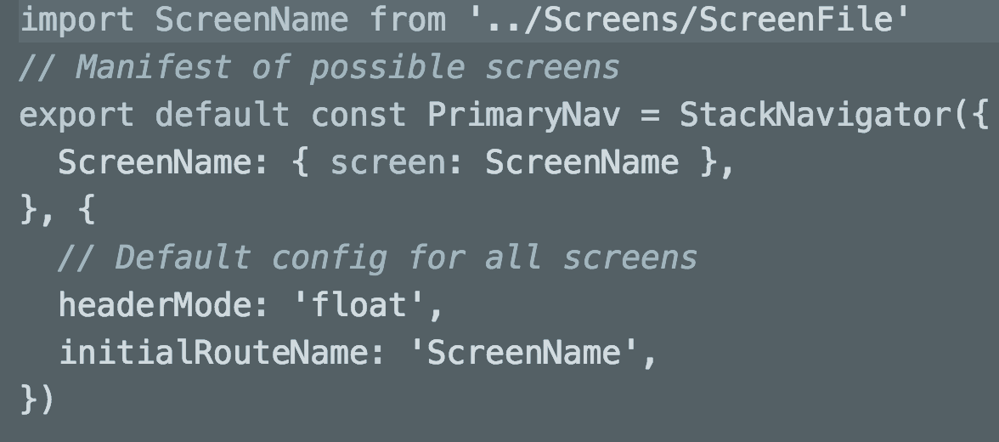 import ScreenName from '../Screens/ScreenFile'
// Manifest of possible screens
export default const PrimaryNav = StackNavigator({
  ScreenName: { screen: ScreenName },
}, {
  // Default config for all screens
  headerMode: 'float',
  initialRouteName: 'ScreenName',
})